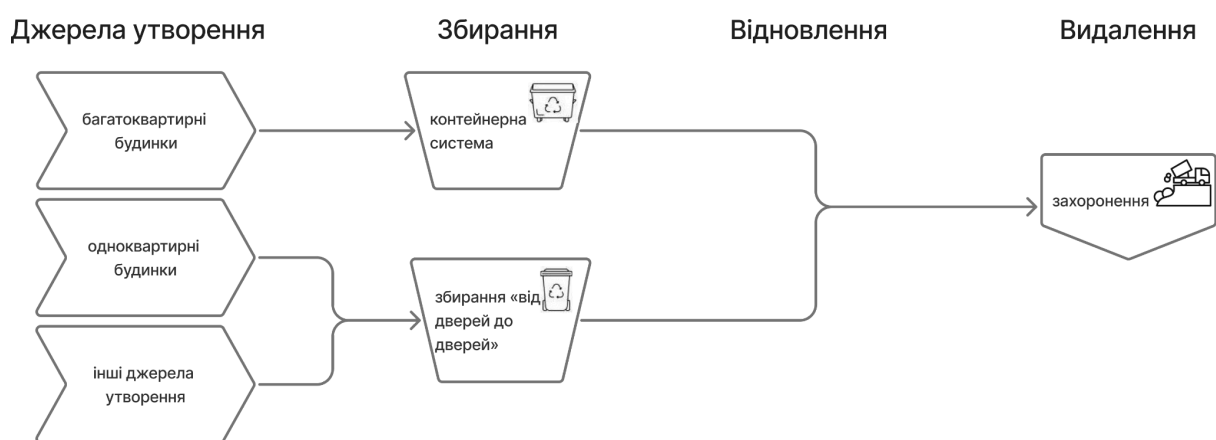 Джерела утворення
Збирання
Відновлення
Видалення
багатоквартирні
будинки
контейнерна
система
захоронення
одноквартирні
будинки
збирання «від
дверей до
дверей»
інші джерела
утворення